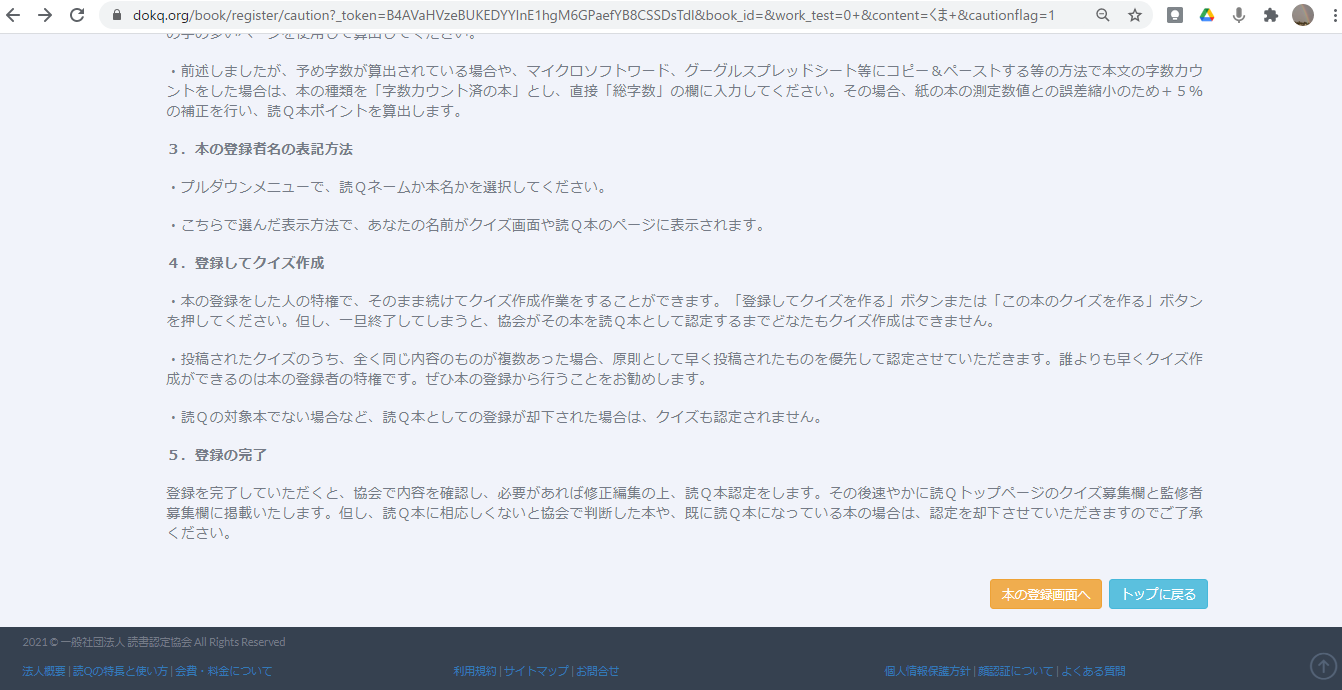 dokq.org/book/register/caution?_token=B4AVaHVzeBUKEDYYInE1hgM6GPaefYB8CSSDsTdl&book_id=&work_test=0+&content=くま+&cautionflag=1
の字の多いページを使用して算出してください。
・前述しましたが、予め字数が算出されている場合や、マイクロソフトワード、グーグルスプレッドシート等にコピー＆ペーストする等の方法で本文の字数カウ
ントをした場合は、本の種類を「字数カウント済の本」とし、直接「総字数」の欄に入力してください。その場合、紙の本の測定数値との誤差縮小のため＋５％
の補正を行い、読Ｑ本ポイントを算出します。
３．本の登録者名の表記方法
・プルダウンメニューで、読Ｑネームか本名かを選択してください。
・こちらで選んだ表示方法で、あなたの名前がクイズ画面や読Ｑ本のページに表示されます。
４．登録してクイズ作成
・本の登録をした人の特権で、そのまま続けてクイズ作成作業をすることができます。「登録してクイズを作る」ボタンまたは「この本のクイズを作る」ボタン
を押してください。但し、一旦終了してしまうと、協会がその本を読Ｑ本として認定するまでどなたもクイズ作成はできません。
・投稿されたクイズのうち、全く同じ内容のものが複数あった場合、原則として早く投稿されたものを優先して認定させていただきます。誰よりも早くクイズ作
成ができるのは本の登録者の特権です。ぜひ本の登録から行うことをお勧めします。
・読Ｑの対象本でない場合など、読Ｑ本としての登録が却下された場合は、クイズも認定されません。
５．登録の完了
登録を完了していただくと、協会で内容を確認し、必要があれば修正編集の上、読Ｑ本認定をします。その後速やかに読Ｑトップページのクイズ募集欄と監修者
募集欄に掲載いたします。但し、読Ｑ本に相応しくないと協会で判断した本や、既に読Ｑ本になっている本の場合は、認定を却下させていただきますのでご了承
ください。
本の登録画面へ トップに戻る
2021 © 一般社団法人 読書認定協会 All Rights Reserved
法人概要 | 読Qの特長と使い方 | 会費・料金について 利用規約 | サイトマップ | お問合せ 個人情報保護方針 | 顔認証について | よくある質問